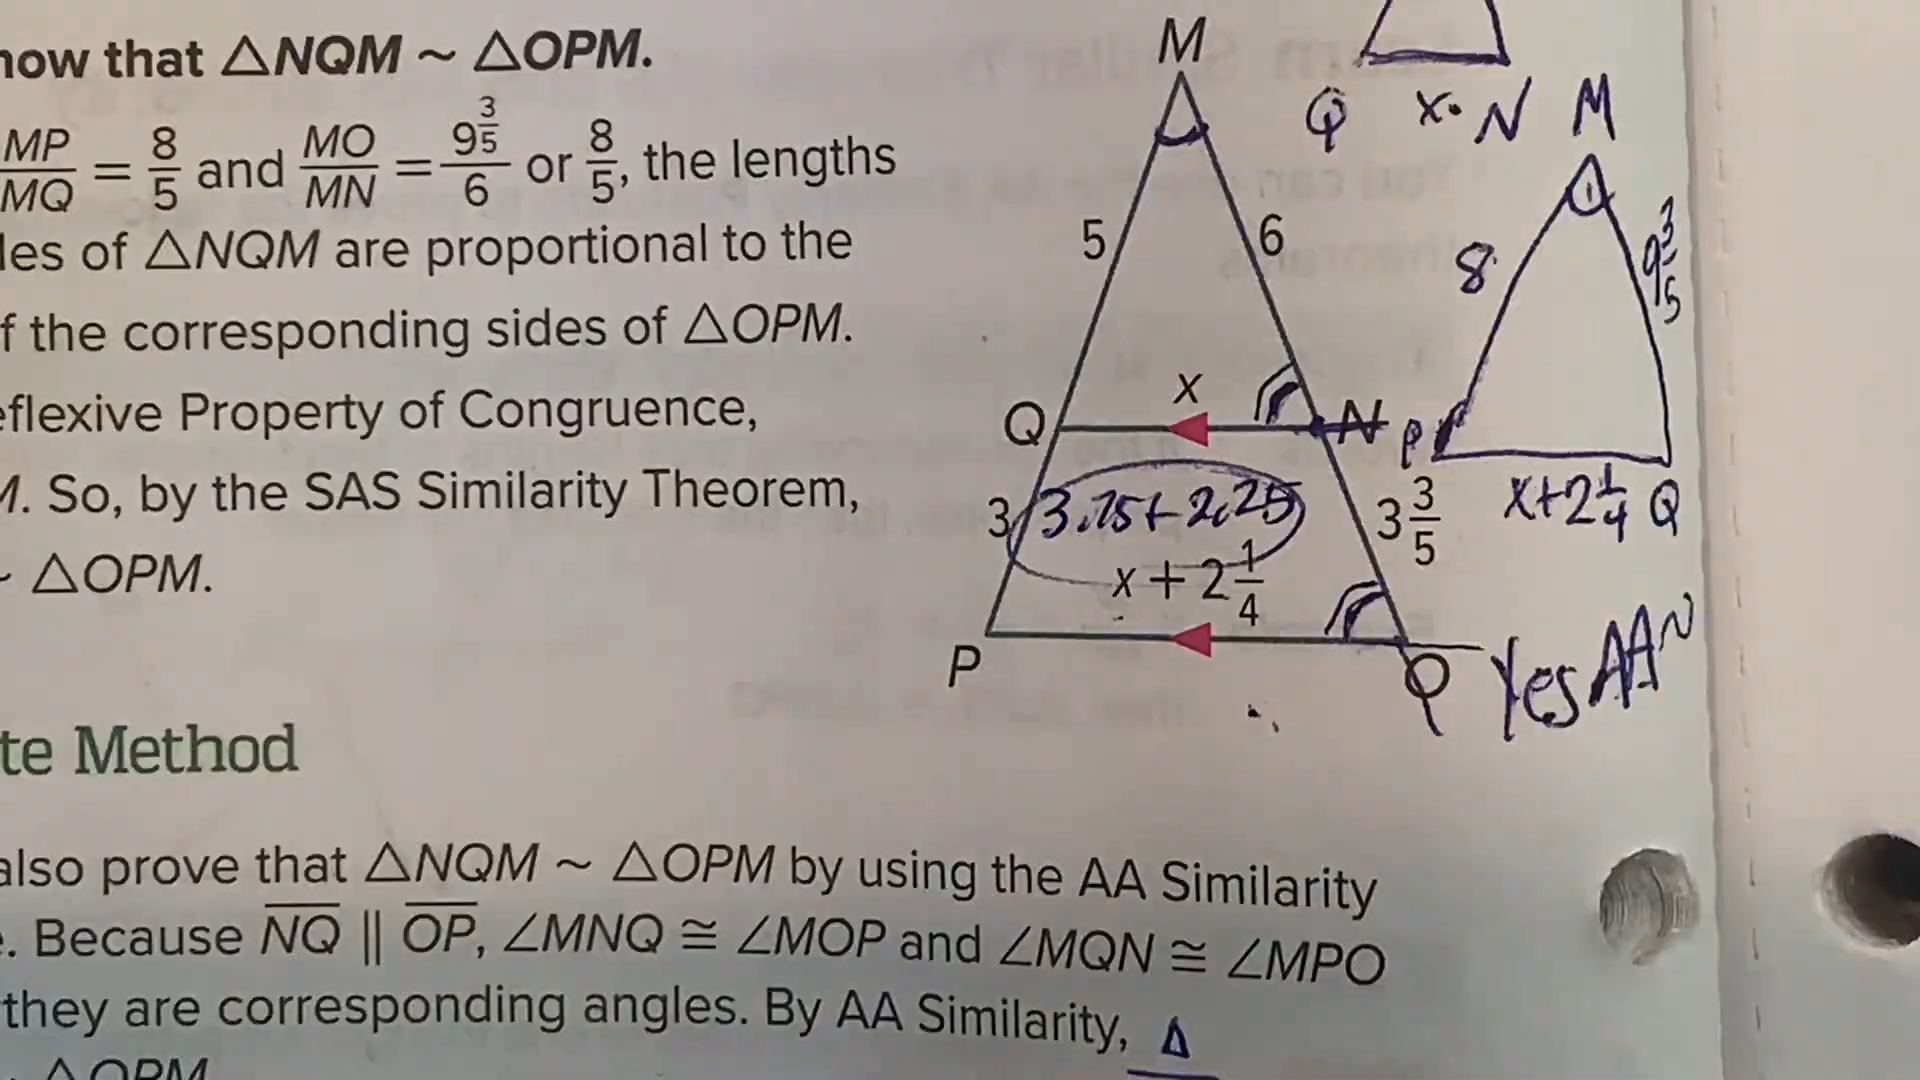 now that △NQM ~ △OPM.
MP/MQ = 8/5 and MO/MN = 9 3/5 / 6 or 8/5, the lengths
les of △NQM are proportional to the
f the corresponding sides of △OPM.
eflexive Property of Congruence,
M. So, by the SAS Similarity Theorem,
~ △OPM.
te Method
also prove that △NQM ~ △OPM by using the AA Similarity
e. Because NQ || OP, ∠MNQ ≅ ∠MOP and ∠MQN ≅ ∠MPO
they are corresponding angles. By AA Similarity, Δ
~ △OPM.
M
5 6
x
Q N
3 3.75+2.25 3 3/5
x + 2 1/4
P O
Q x. N
M
8 9 3/5
P x+2 1/4 Q
Yes AA~